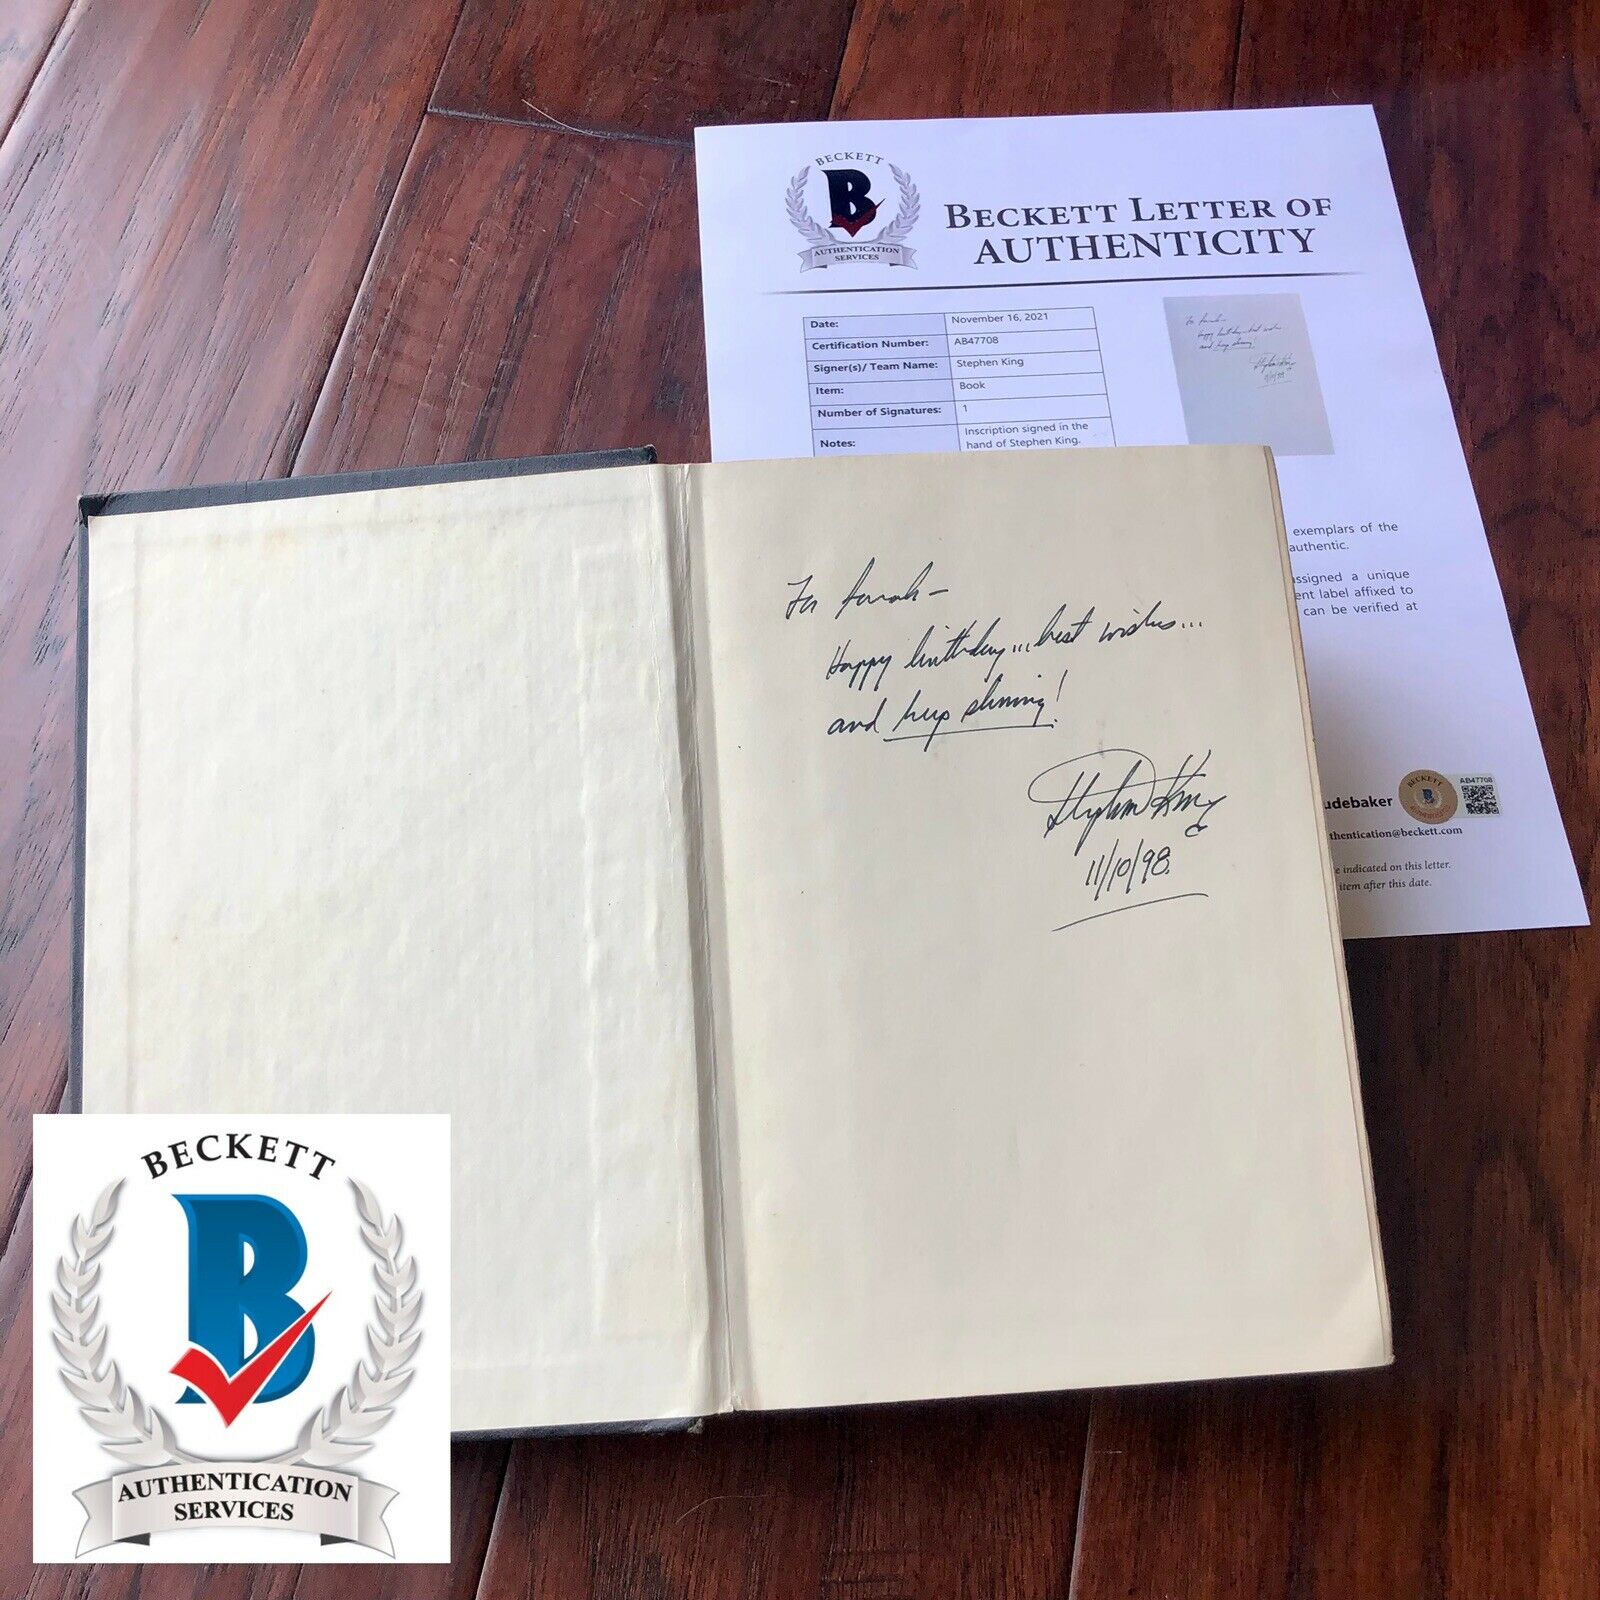 BECKETT
B
AUTHENTICATION
SERVICES
BECKETT LETTER OF
AUTHENTICITY
Date: November 16, 2021
Certification Number: AB47708
Signer(s)/ Team Name: Stephen King
Item: Book
Number of Signatures: 1
Notes: Inscription signed in the
hand of Stephen King.
exemplars of the
authentic.
assigned a unique
ent label affixed to
can be verified at
udebaker
BECKETT
AB47708
thentication@beckett.com
e indicated on this letter.
item after this date.
For
Happy birthday...best wishes...
and keep shining!
Stephen King
11/10/98
BECKETT
B
AUTHENTICATION
SERVICES